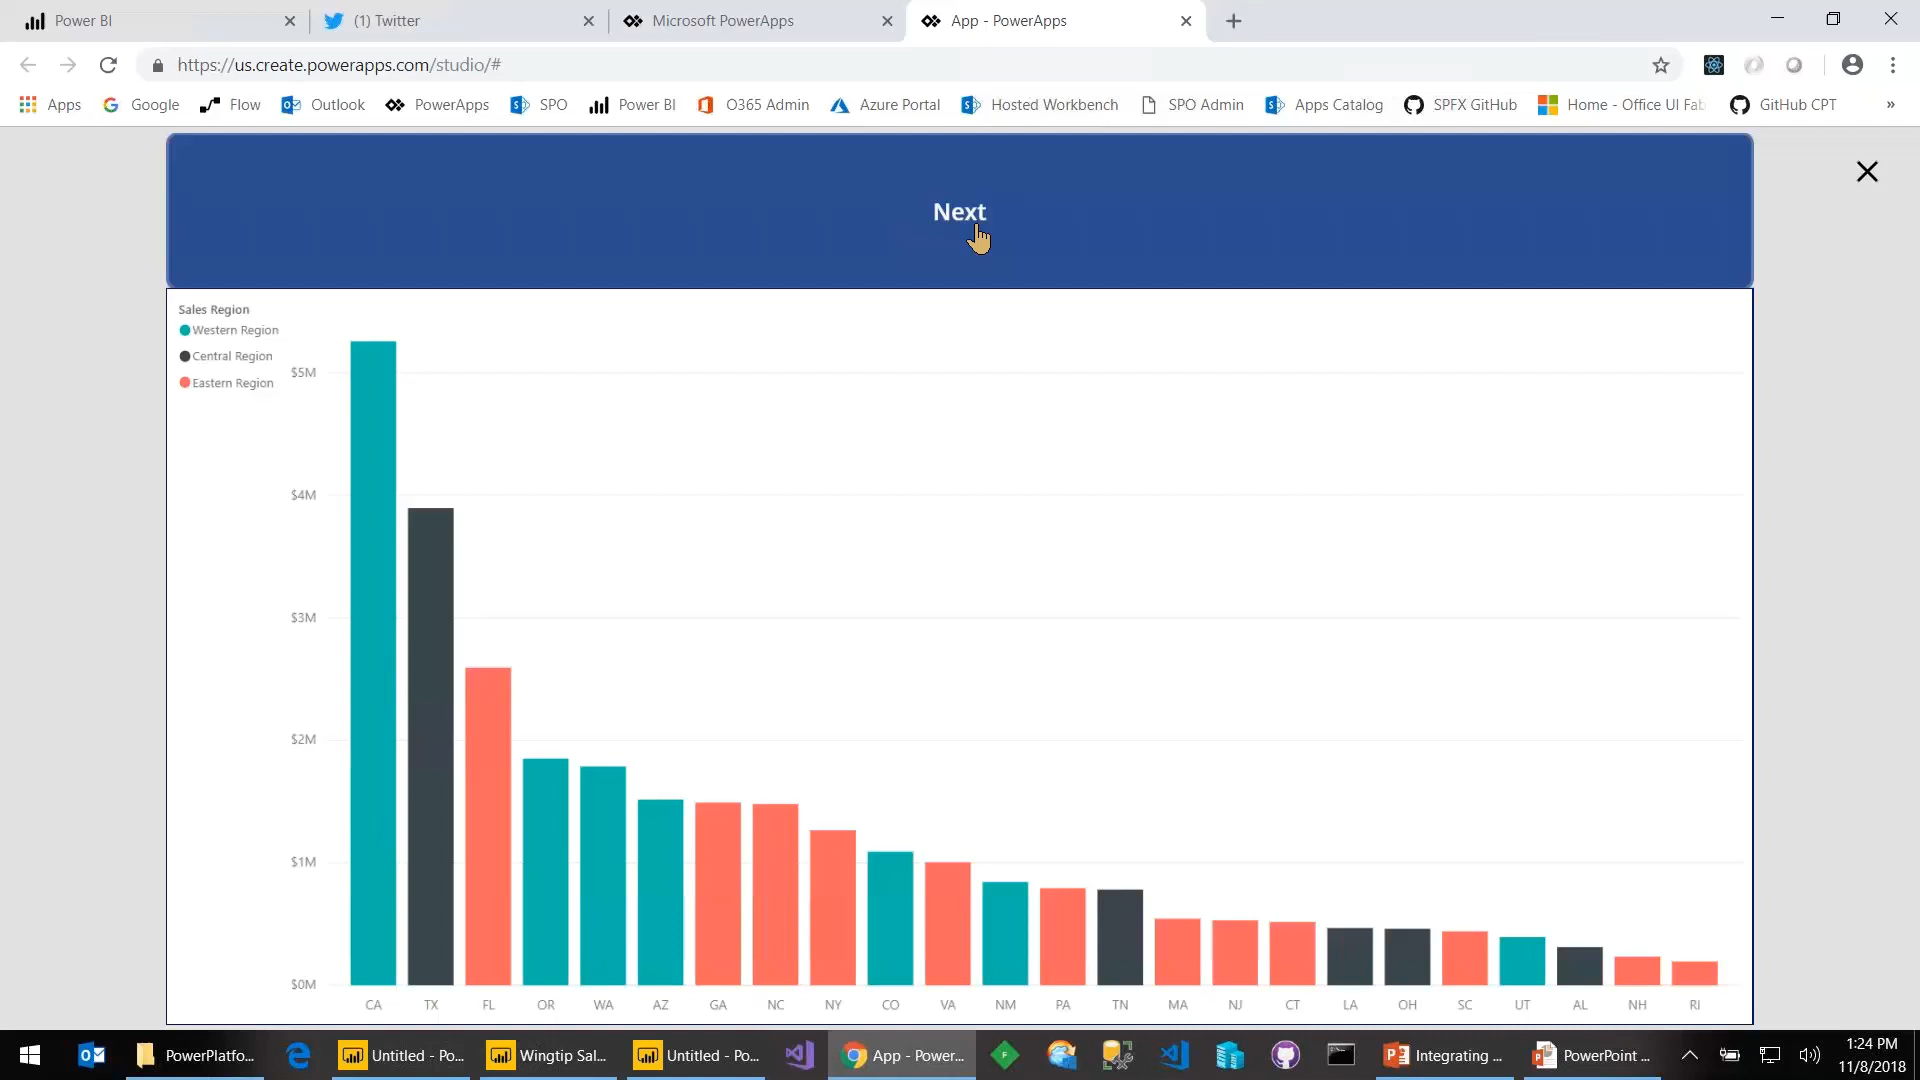 Power BI
(1) Twitter
Microsoft PowerApps
App - PowerApps
https://us.create.powerapps.com/studio/#
Apps
Google
Flow
Outlook
PowerApps
SPO
Power BI
O365 Admin
Azure Portal
Hosted Workbench
SPO Admin
Apps Catalog
SPFX GitHub
Home - Office UI Fab
GitHub CPT
»
Next
Sales Region
Western Region
Central Region
Eastern Region
$5M
$4M
$3M
$2M
$1M
$0M
CA TX FL OR WA AZ GA NC NY CO VA NM PA TN MA NJ CT LA OH SC UT AL NH RI
PowerPlatfo...
Untitled - Po...
Wingtip Sal...
Untitled - Po...
App - Power...
Integrating ...
PowerPoint ...
1:24 PM
11/8/2018